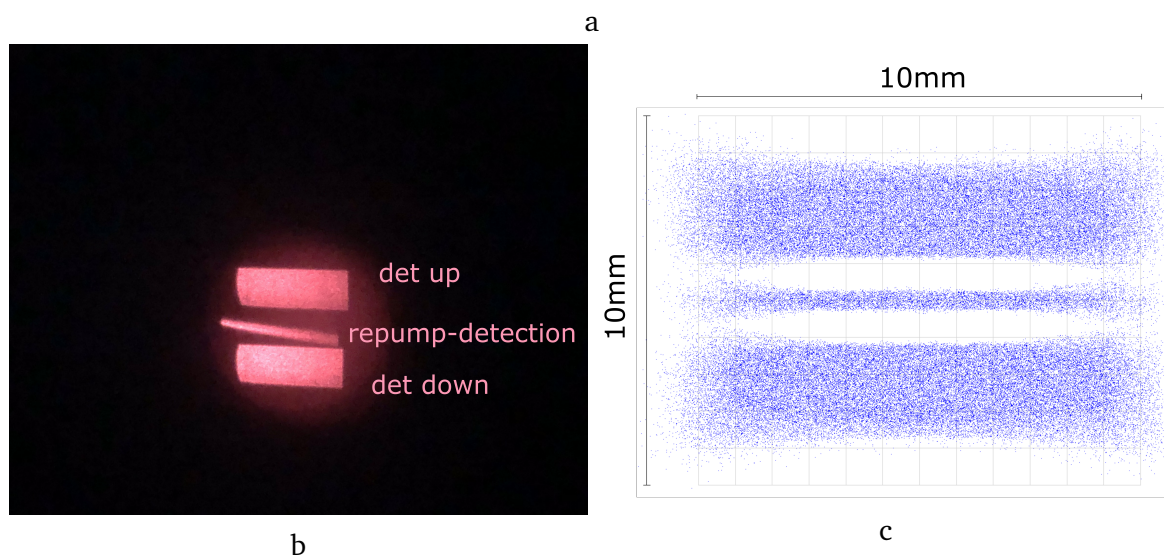 a
det up
repump-detection
det down
b
10mm
10mm
c